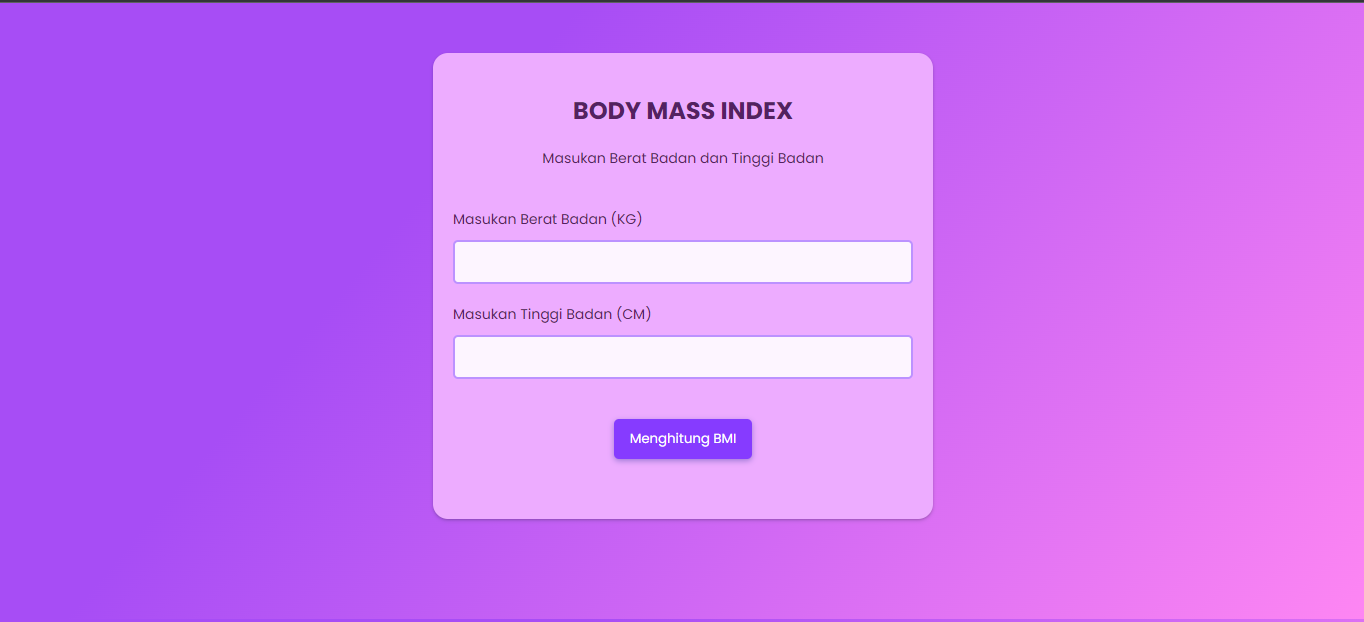 BODY MASS INDEX
Masukan Berat Badan dan Tinggi Badan
Masukan Berat Badan (KG)
Masukan Tinggi Badan (CM)
Menghitung BMI